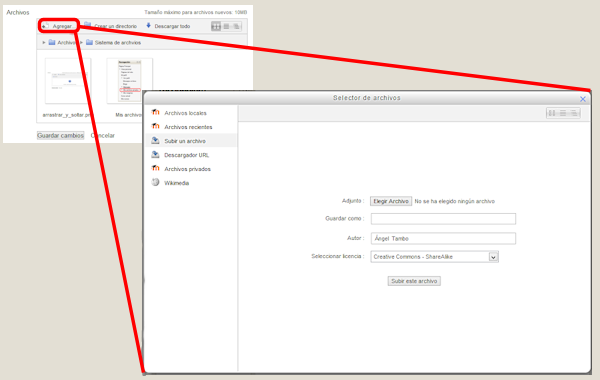 Archivos
Tamaño máximo para archivos nuevos: 10MB
Agregar... Crear un directorio Descargar todo
Archivos Sistema de archivos
arrastrar_y_soltar.png Mis archivos
Guardar cambios Cancelar
Selector de archivos
Archivos locales
Archivos recientes
Subir un archivo
Descargador URL
Archivos privados
Wikimedia
Adjunto: Elegir Archivo No se ha elegido ningún archivo
Guardar como:
Autor: Ángel Tambo
Seleccionar licencia: Creative Commons - ShareAlike
Subir este archivo